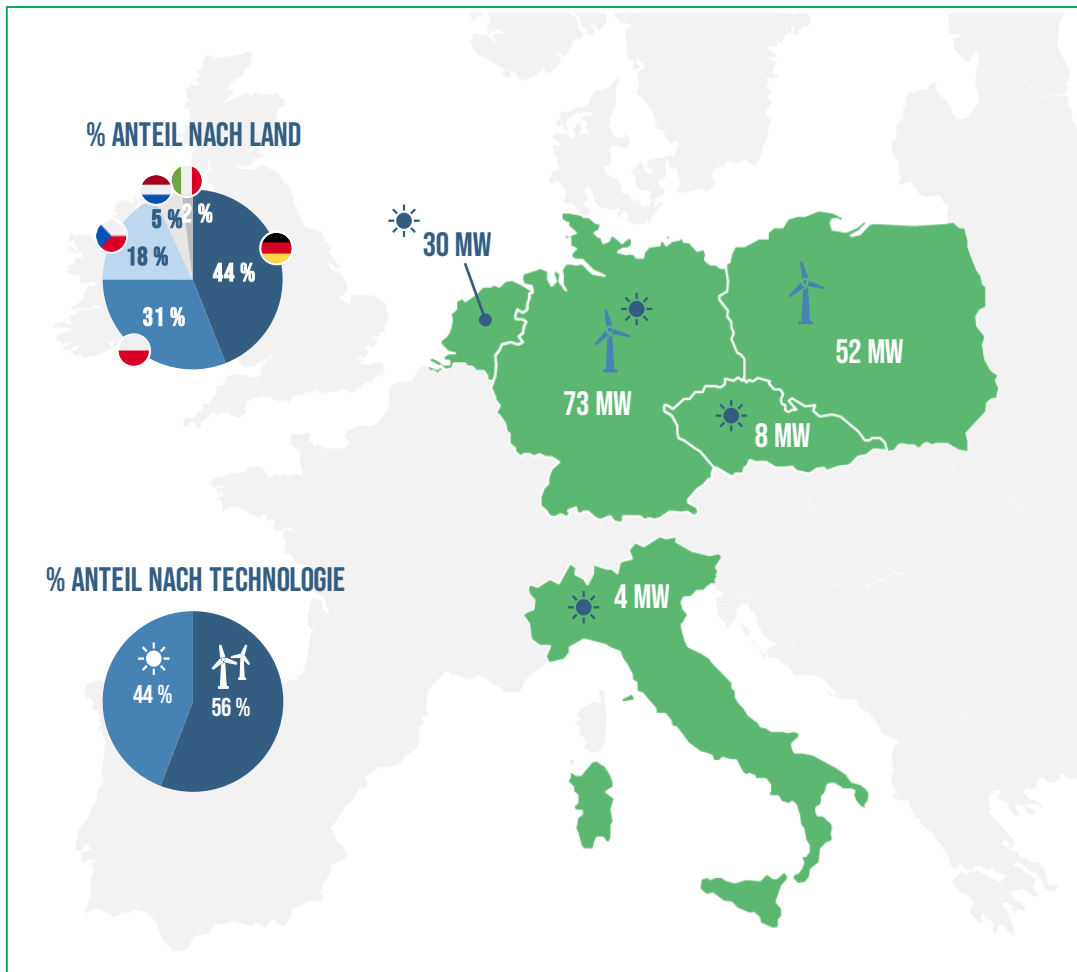 % ANTEIL NACH LAND
5 %
2 %
18 %
44 %
31 %
30 MW
52 MW
73 MW
8 MW
4 MW
% ANTEIL NACH TECHNOLOGIE
44 %
56 %